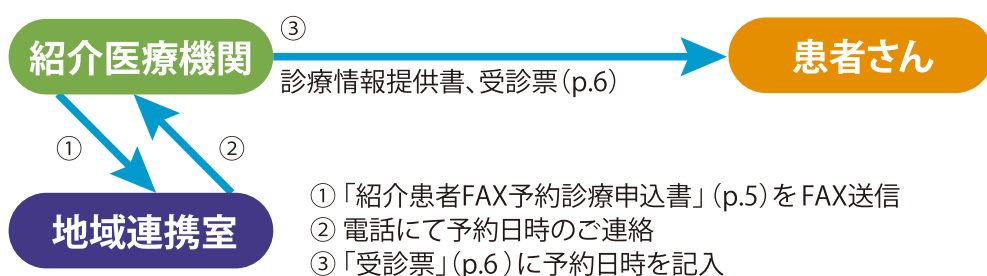 ③
紹介医療機関
患者さん
診療情報提供書、受診票（p.6）
①
②
地域連携室
①「紹介患者FAX予約診療申込書」（p.5）をFAX送信
② 電話にて予約日時のご連絡
③「受診票」（p.6）に予約日時を記入